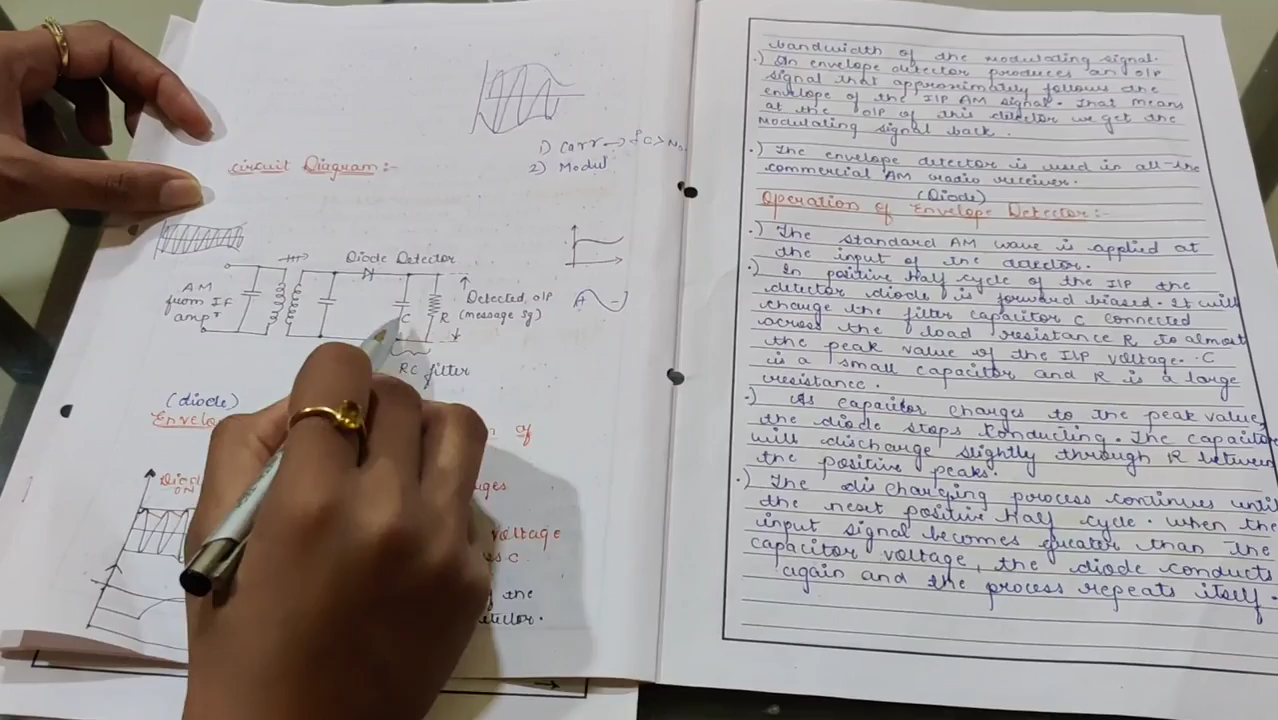 1) Carr → fc >
2) Modul
Circuit Diagram:-
Diode Detector
AM
from IF
ampr
C
R
Detected o/p
(message sg)
A
RC filter
(diode)
Envelo
of
Diod
ON
ges
voltage
es C
of the
etector.
bandwidth of the modulating signal.
.) An envelope detector produces an o/p
signal that approximately follows the
envelope of the I/P AM signal. That means
at the o/p of this detector we get the
modulating signal back.
.) The envelope detector is used in all the
commercial AM radio receiver.
(Diode)
Operation of Envelope Detector:-
.) The standard AM wave is applied at
the input of the detector.
.) In positive half cycle of the I/P the
detector diode is forward biased. It will
charge the filter capacitor C connected
across the load resistance R to almost
the peak value of the I/P voltage. C
is a small capacitor and R is a large
resistance.
.) As capacitor charges to the peak value,
the diode stops conducting. The capacitor
will discharge slightly through R between
the positive peaks.
.) The discharging process continues until
the next positive half cycle. When the
input signal becomes greater than the
capacitor voltage, the diode conducts
again and the process repeats itself.